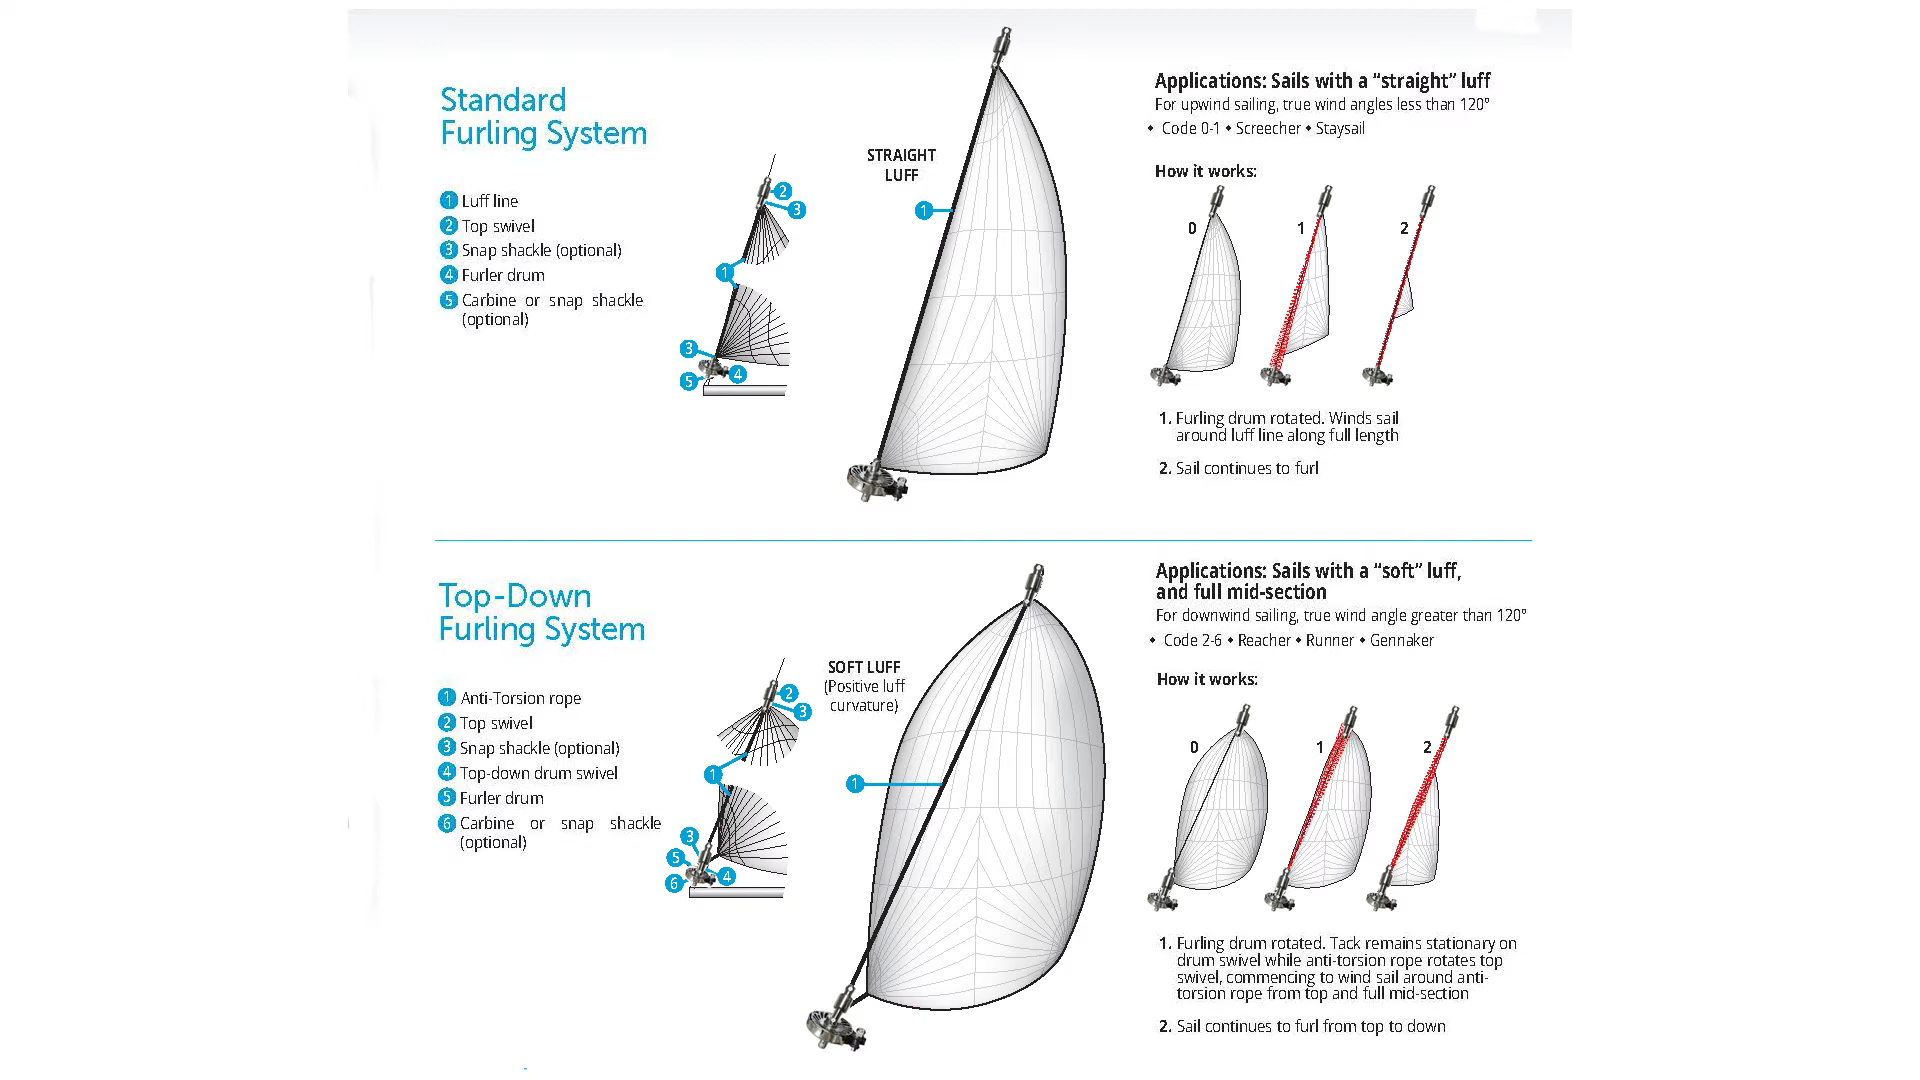 Standard
Furling System
1 Luff line
2 Top swivel
3 Snap shackle (optional)
4 Furler drum
5 Carbine or snap shackle
(optional)
2
3
1
3
4
5
STRAIGHT
LUFF
1
Applications: Sails with a “straight” luff
For upwind sailing, true wind angles less than 120°
• Code 0-1 • Screecher • Staysail
How it works:
0 1 2
1. Furling drum rotated. Winds sail
around luff line along full length
2. Sail continues to furl
Top-Down
Furling System
1 Anti-Torsion rope
2 Top swivel
3 Snap shackle (optional)
4 Top-down drum swivel
5 Furler drum
6 Carbine or snap shackle
(optional)
2
3
1
3
5
4
6
SOFT LUFF
(Positive luff
curvature)
1
Applications: Sails with a “soft” luff,
and full mid-section
For downwind sailing, true wind angle greater than 120°
• Code 2-6 • Reacher • Runner • Gennaker
How it works:
0 1 2
1. Furling drum rotated. Tack remains stationary on
drum swivel while anti-torsion rope rotates top
swivel, commencing to wind sail around anti-
torsion rope from top and full mid-section
2. Sail continues to furl from top to down